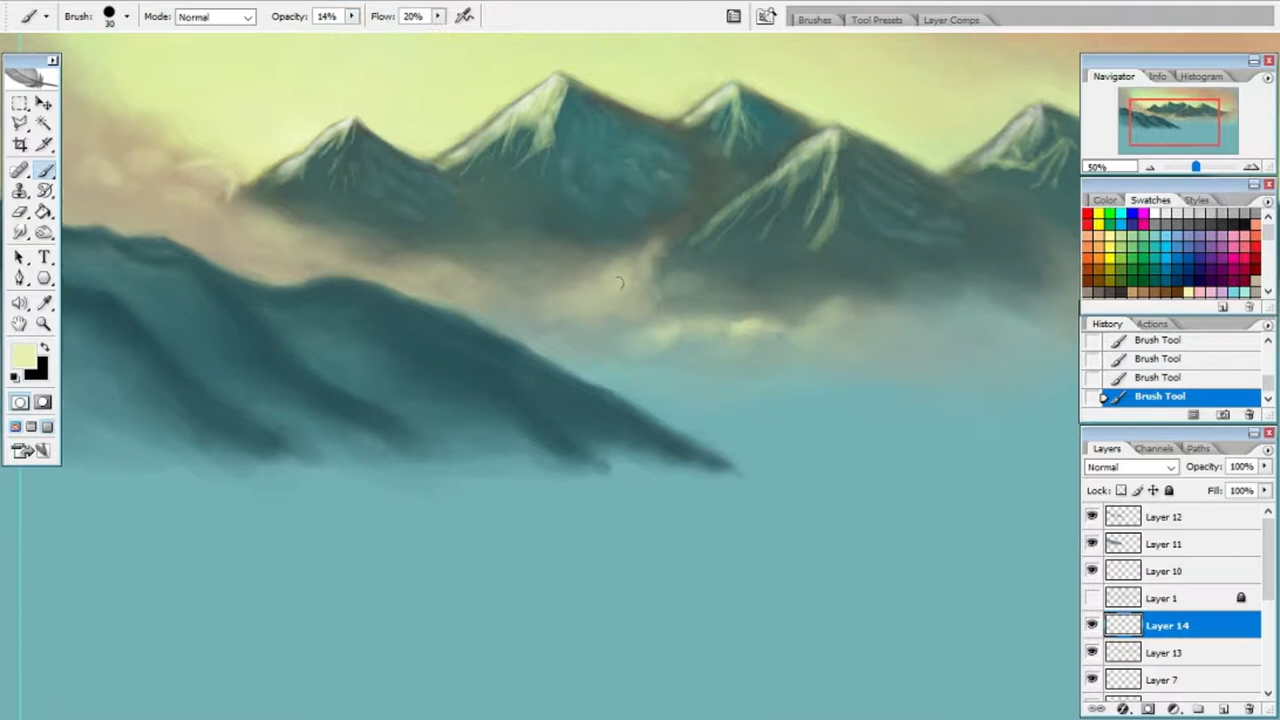 Brush: 30 Mode: Normal Opacity: 14% Flow: 20% Brushes Tool Presets Layer Comps
Navigator Info Histogram
50%
Color Swatches Styles
History Actions
Brush Tool
Brush Tool
Brush Tool
Brush Tool
Layers Channels Paths
Normal Opacity: 100%
Lock: Fill: 100%
Layer 12
Layer 11
Layer 10
Layer 1
Layer 14
Layer 13
Layer 7
T